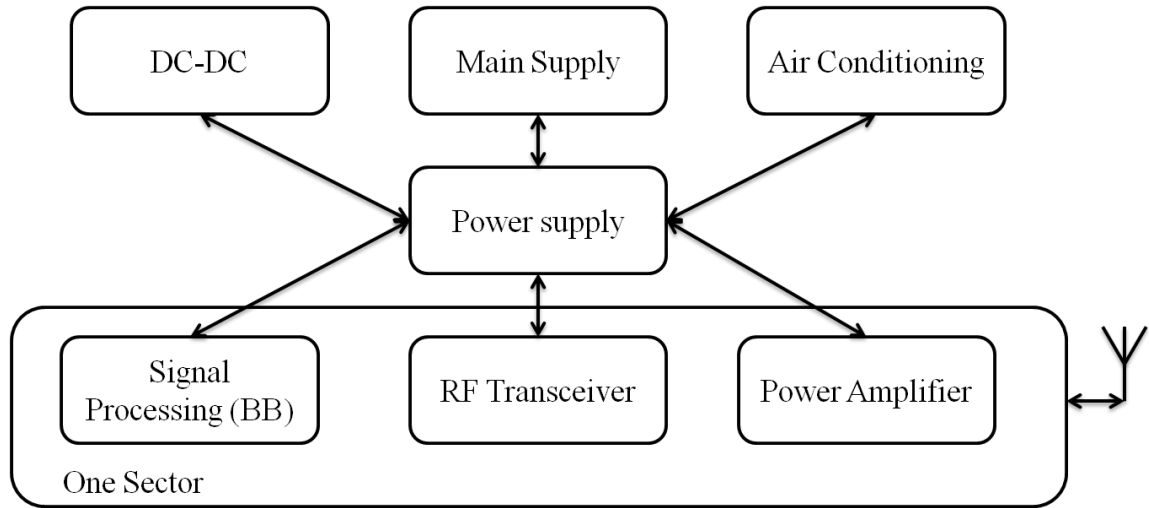 DC-DC
Main Supply
Air Conditioning
Power supply
Signal
Processing (BB)
RF Transceiver
Power Amplifier
One Sector